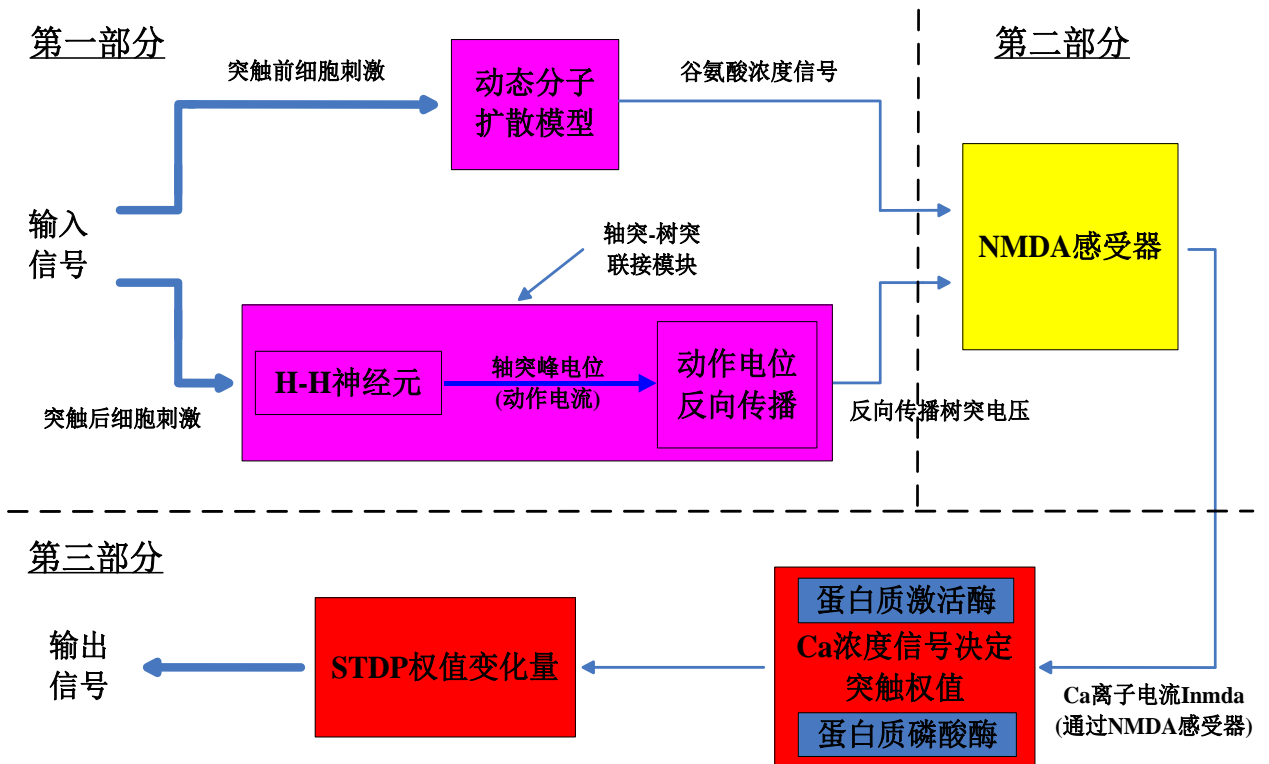 第一部分
突触前细胞刺激
动态分子
扩散模型
谷氨酸浓度信号
第二部分
输入
信号
轴突-树突
联接模块
NMDA感受器
H-H神经元
轴突峰电位
(动作电流)
动作电位
反向传播
突触后细胞刺激
反向传播树突电压
第三部分
输出
信号
STDP权值变化量
蛋白质激活酶
Ca浓度信号决定
突触权值
蛋白质磷酸酶
Ca离子电流Inmda
(通过NMDA感受器)